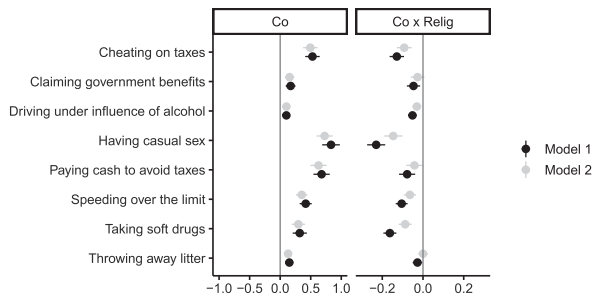 Co Co x Relig
Cheating on taxes
Claiming government benefits
Driving under influence of alcohol
Having casual sex
Paying cash to avoid taxes
Speeding over the limit
Taking soft drugs
Throwing away litter
Model 1
Model 2
−1.0 −0.5 0.0 0.5 1.0 −0.2 0.0 0.2